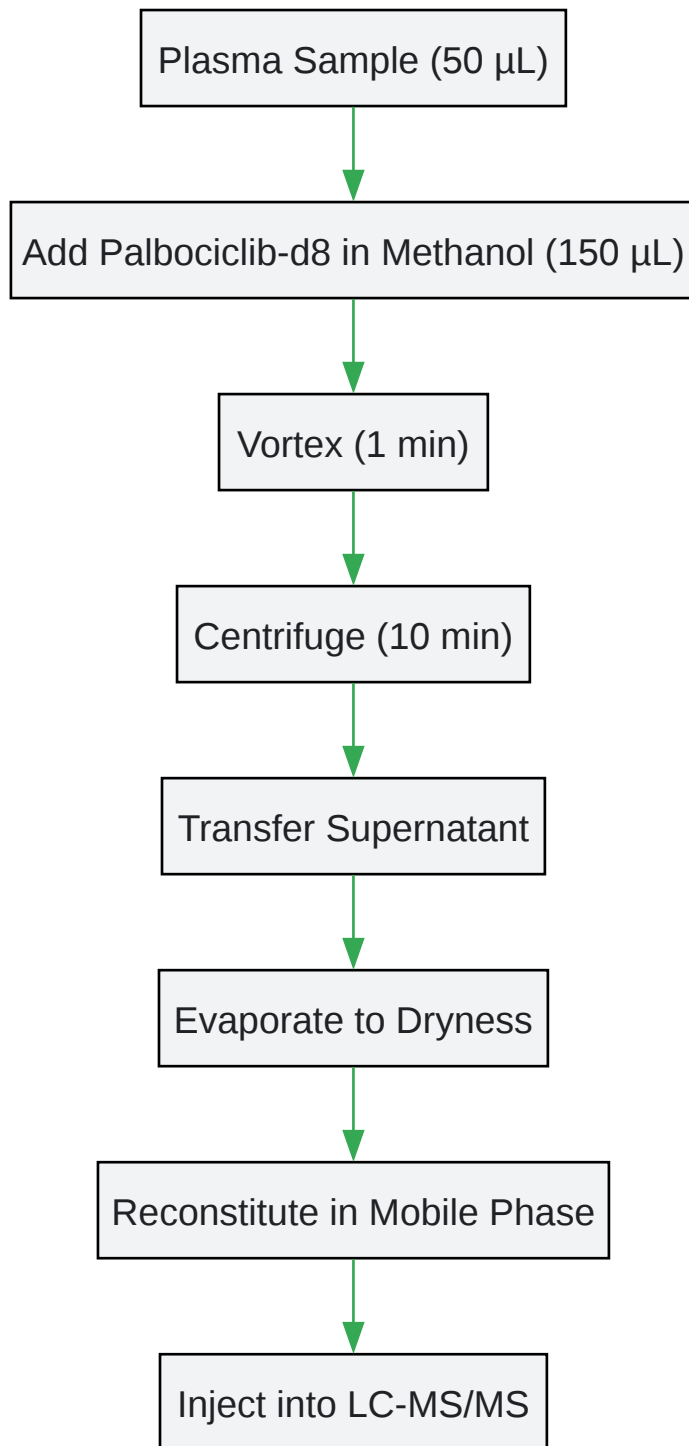 Plasma Sample (50 µL)
Add Palbociclib-d8 in Methanol (150 µL)
Vortex (1 min)
Centrifuge (10 min)
Transfer Supernatant
Evaporate to Dryness
Reconstitute in Mobile Phase
Inject into LC-MS/MS